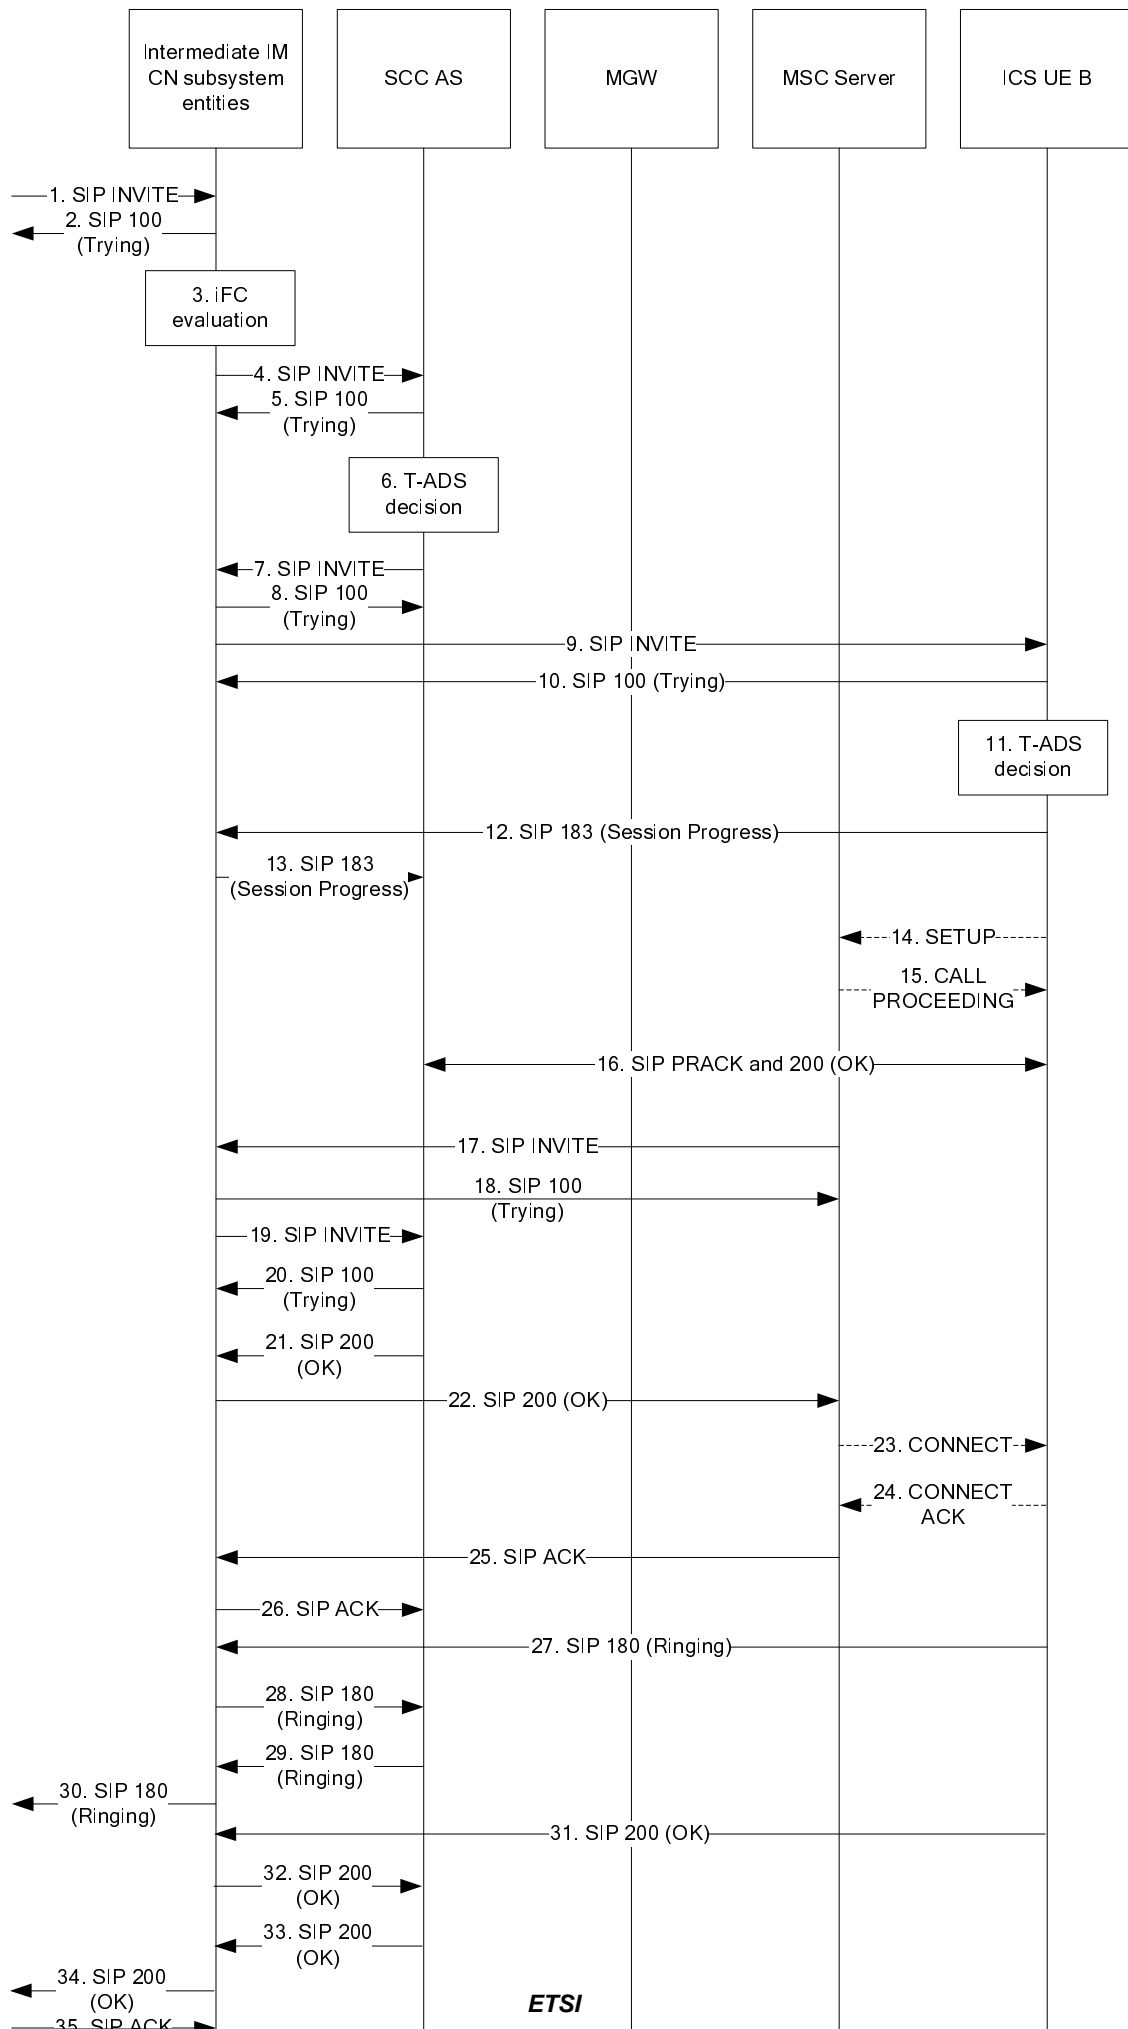 Intermediate IM
CN subsystem
entities
SCC AS
MGW
MSC Server
ICS UE B
1. SIP INVITE
2. SIP 100
(Trying)
3. iFC
evaluation
4. SIP INVITE
5. SIP 100
(Trying)
6. T-ADS
decision
7. SIP INVITE
8. SIP 100
(Trying)
9. SIP INVITE
10. SIP 100 (Trying)
11. T-ADS
decision
12. SIP 183 (Session Progress)
13. SIP 183
(Session Progress)
14. SETUP
15. CALL
PROCEEDING
16. SIP PRACK and 200 (OK)
17. SIP INVITE
18. SIP 100
(Trying)
19. SIP INVITE
20. SIP 100
(Trying)
21. SIP 200
(OK)
22. SIP 200 (OK)
23. CONNECT
24. CONNECT
ACK
25. SIP ACK
26. SIP ACK
27. SIP 180 (Ringing)
28. SIP 180
(Ringing)
29. SIP 180
(Ringing)
30. SIP 180
(Ringing)
31. SIP 200 (OK)
32. SIP 200
(OK)
33. SIP 200
(OK)
34. SIP 200
(OK)
ETSI
35. SIP ACK